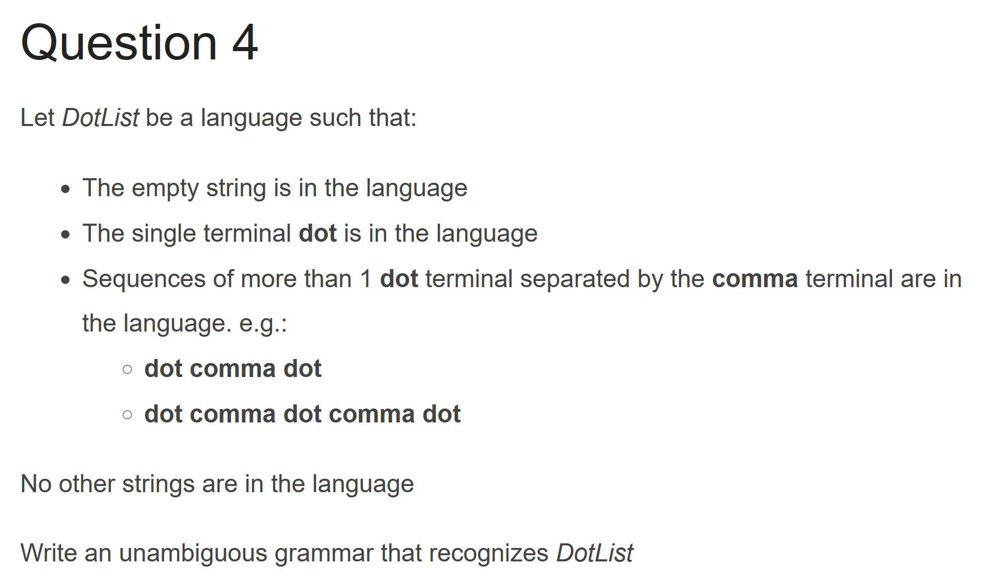 Question 4
Let DotList be a language such that:
• The empty string is in the language
• The single terminal dot is in the language
• Sequences of more than 1 dot terminal separated by the comma terminal are in
the language. e.g.:
○ dot comma dot
○ dot comma dot comma dot
No other strings are in the language
Write an unambiguous grammar that recognizes DotList